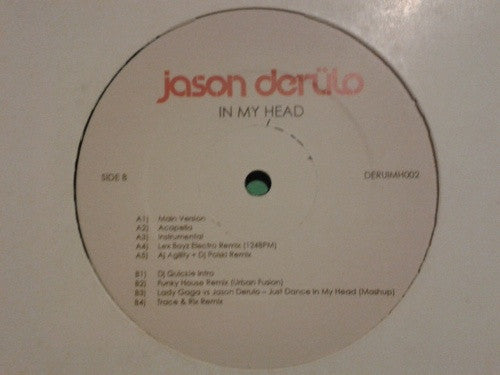 jason derülo
IN MY HEAD
SIDE B
DERUIMH002
A1) Main Version
A2) Acapella
A3) Instrumental
A4) Lex Boyz Electro Remix (124BPM)
A5) Aj Agility + Dj Polski Remix
B1) Dj Quickie Intro
B2) Funky House Remix (Urban Fusion)
B3) Lady Gaga vs Jason Derulo – Just Dance In My Head (Mashup)
B4) Trace & Rix Remix